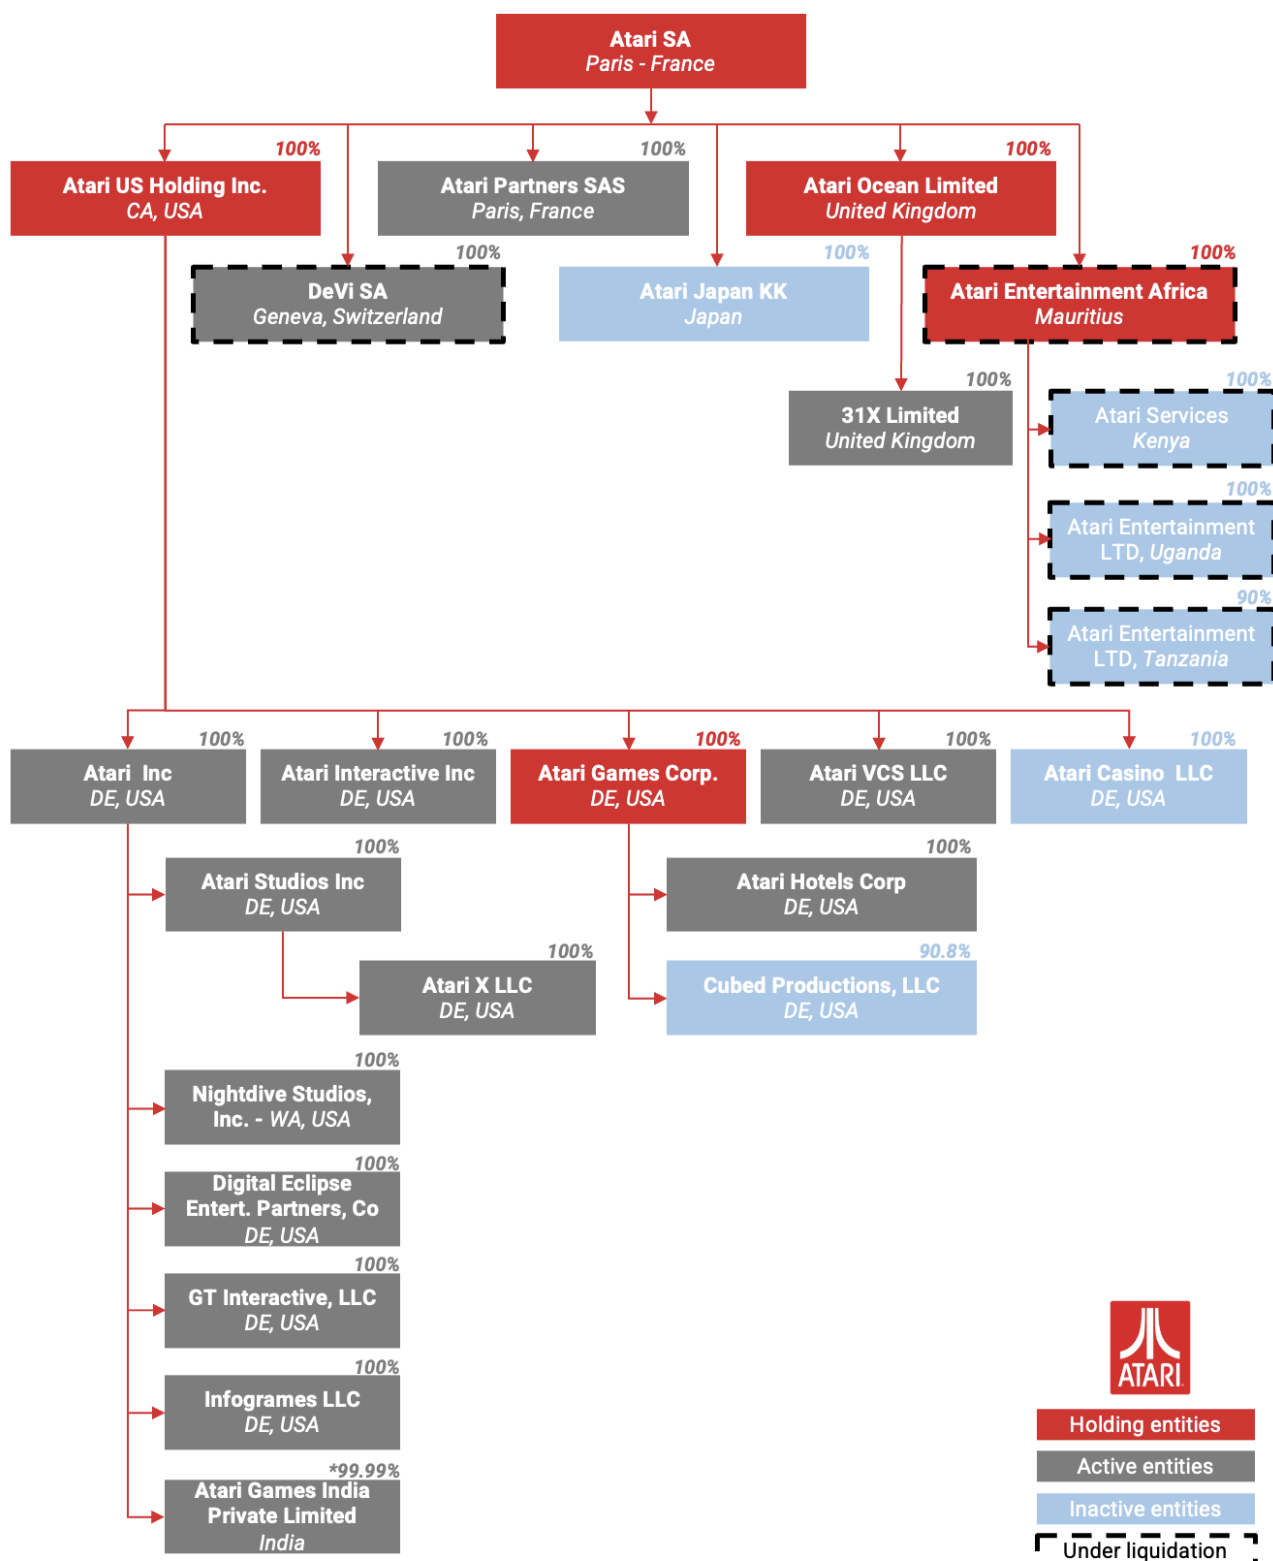 Atari SA
Paris - France
100%
Atari US Holding Inc.
CA, USA
100%
Atari Partners SAS
Paris, France
100%
Atari Ocean Limited
United Kingdom
100%
DeVi SA
Geneva, Switzerland
100%
Atari Japan KK
Japan
100%
Atari Entertainment Africa
Mauritius
100%
31X Limited
United Kingdom
100%
Atari Services
Kenya
100%
Atari Entertainment
LTD, Uganda
90%
Atari Entertainment
LTD, Tanzania
100%
Atari Inc
DE, USA
100%
Atari Interactive Inc
DE, USA
100%
Atari Games Corp.
DE, USA
100%
Atari VCS LLC
DE, USA
100%
Atari Casino LLC
DE, USA
100%
Atari Studios Inc
DE, USA
100%
Atari Hotels Corp
DE, USA
100%
Atari X LLC
DE, USA
90.8%
Cubed Productions, LLC
DE, USA
100%
Nightdive Studios,
Inc. - WA, USA
100%
Digital Eclipse
Entert. Partners, Co
DE, USA
100%
GT Interactive, LLC
DE, USA
100%
Infogrames LLC
DE, USA
*99.99%
Atari Games India
Private Limited
India
ATARI
Holding entities
Active entities
Inactive entities
Under liquidation